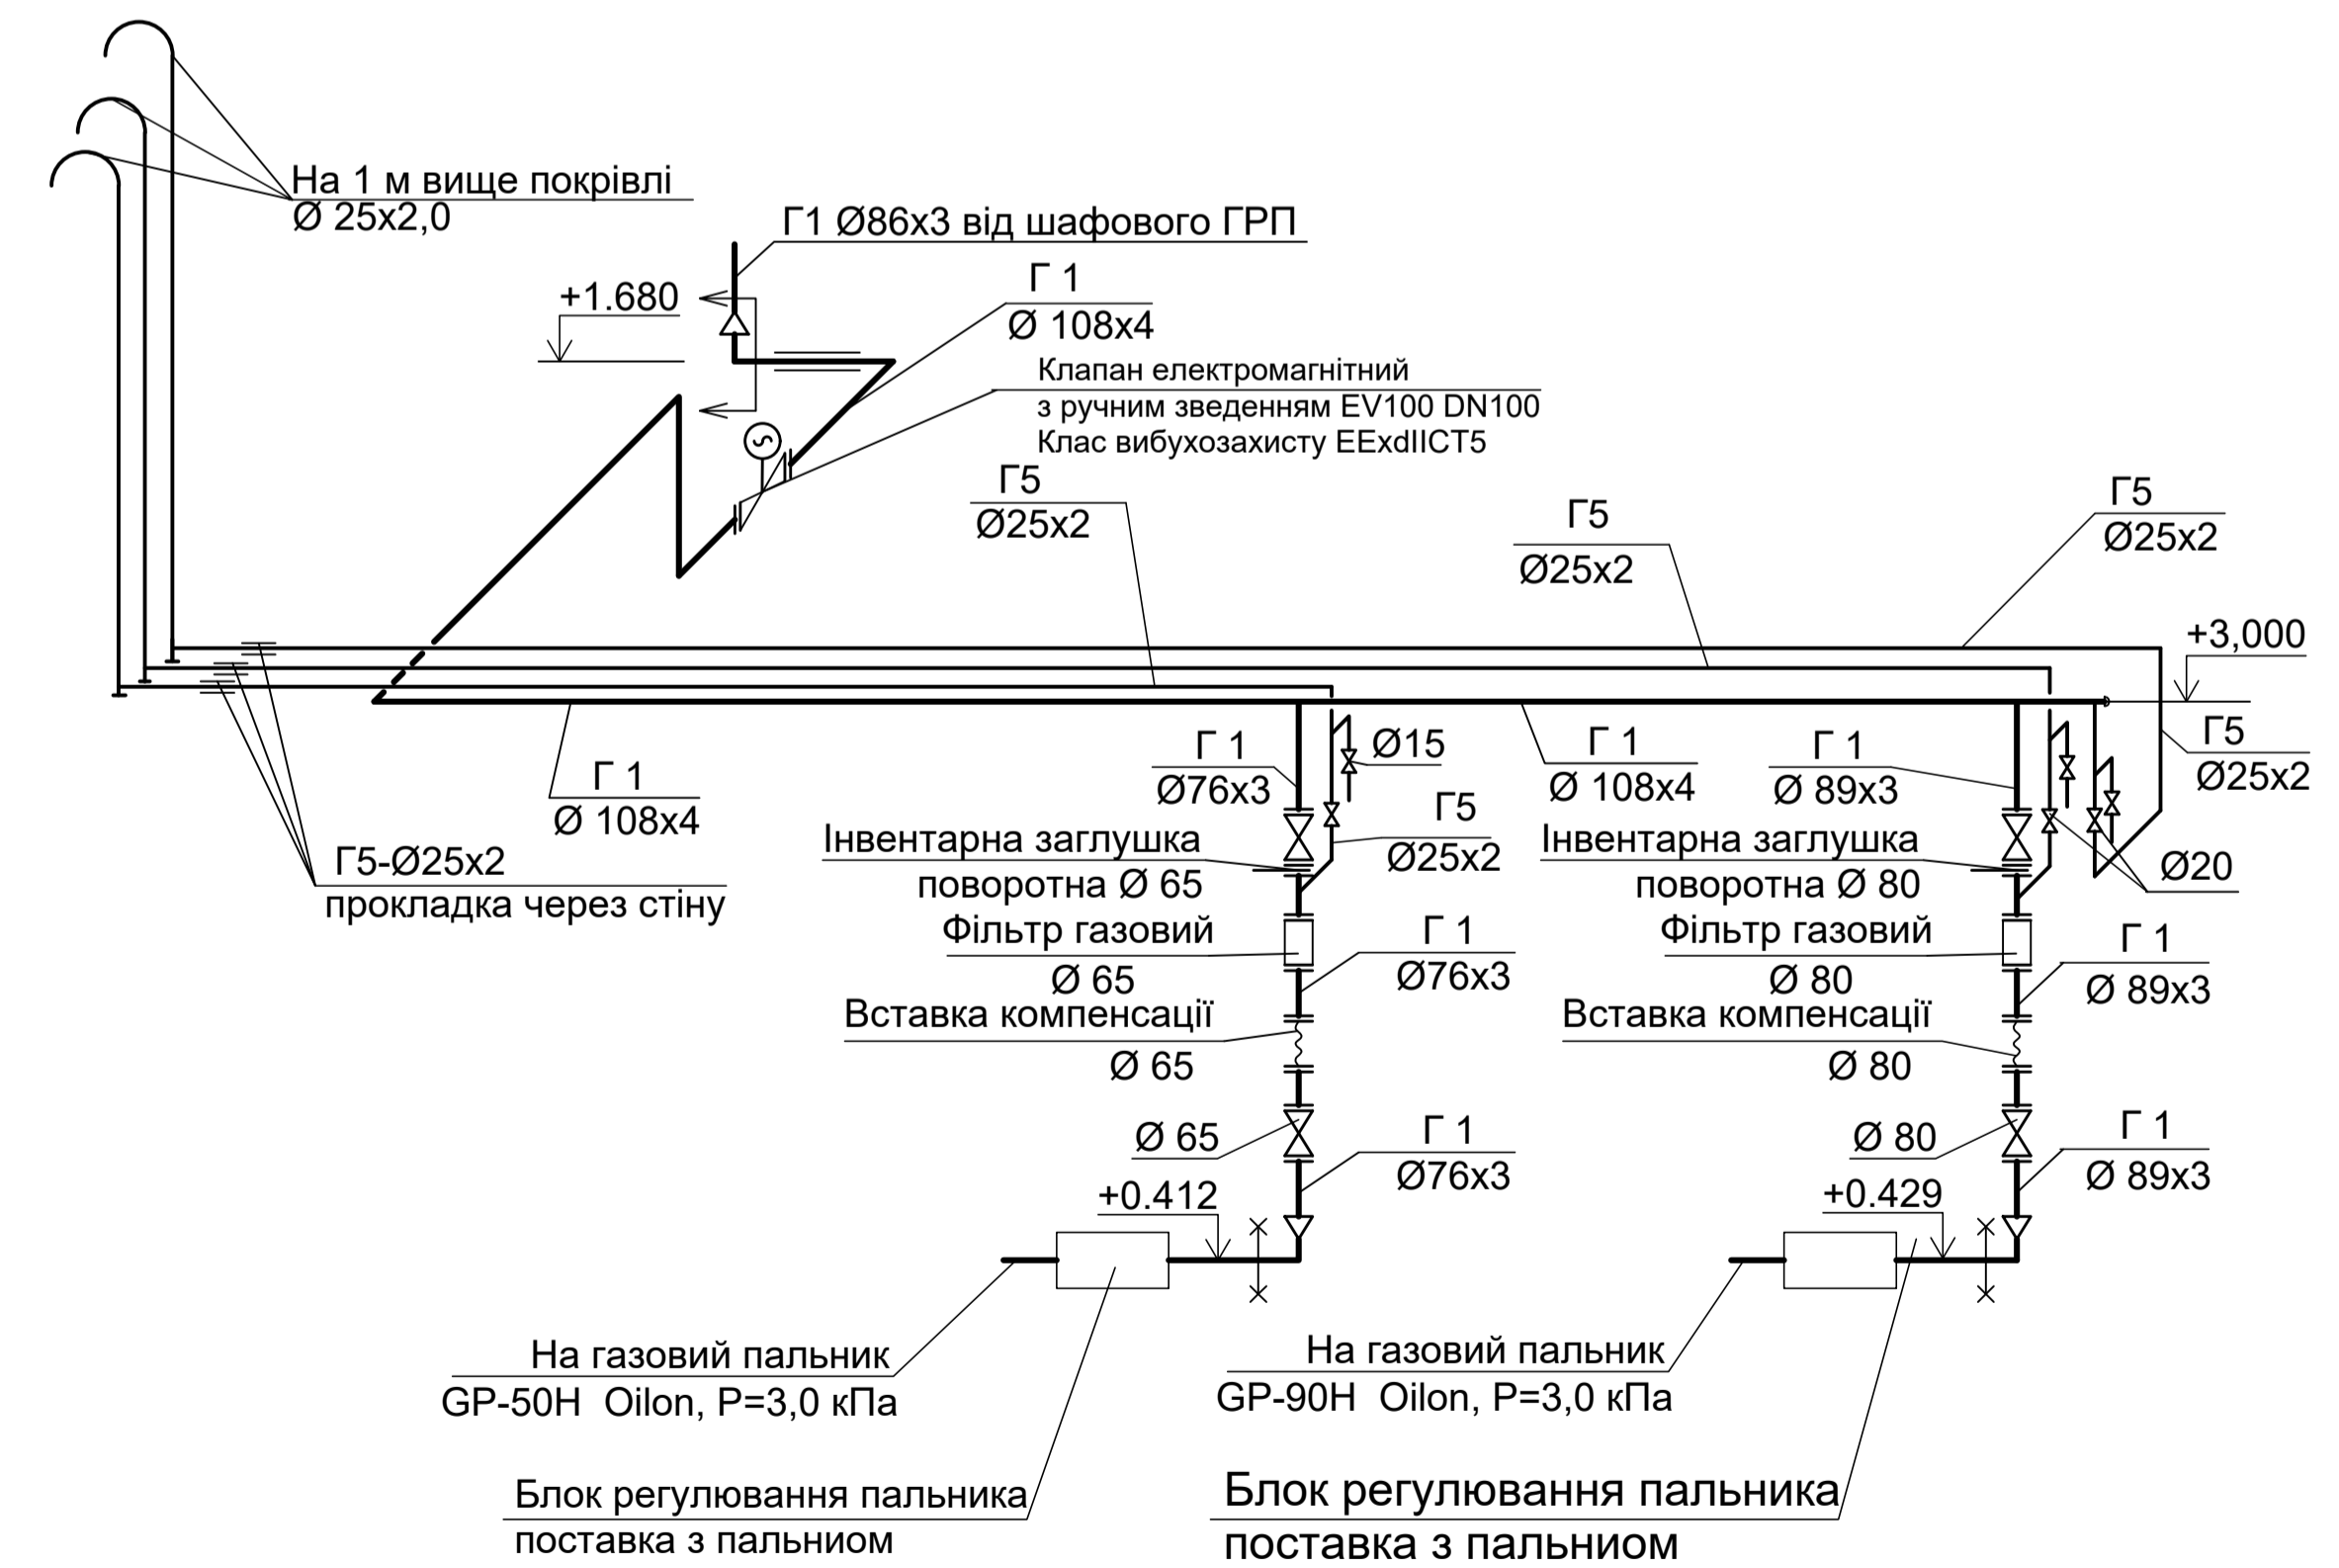 На 1 м вище покрівлі
Ø 25х2,0
Г1 Ø86х3 від шафового ГРП
+1.680
Г 1
Ø 108х4
Клапан електромагнітний
з ручним зведенням EV100 DN100
Клас вибухозахисту EExdIICT5
Г5
Ø25х2
Г5
Ø25х2
Г5
Ø25х2
+3,000
Г5
Ø25х2
Г 1
Ø 108х4
Г5-Ø25х2
прокладка через стіну
Г 1
Ø76х3
Ø15
Г5
Ø25х2
Інвентарна заглушка
поворотна Ø 65
Фільтр газовий
Ø 65
Г 1
Ø76х3
Вставка компенсації
Ø 65
Ø 65
Г 1
Ø76х3
+0.412
На газовий пальник
GP-50H Oilon, P=3,0 кПа
Блок регулювання пальника
поставка з пальниом
Г 1
Ø 108х4
Г 1
Ø 89х3
Інвентарна заглушка
поворотна Ø 80
Ø20
Фільтр газовий
Ø 80
Г 1
Ø 89х3
Вставка компенсації
Ø 80
Ø 80
Г 1
Ø 89х3
+0.429
На газовий пальник
GP-90H Oilon, P=3,0 кПа
Блок регулювання пальника
поставка з пальниом